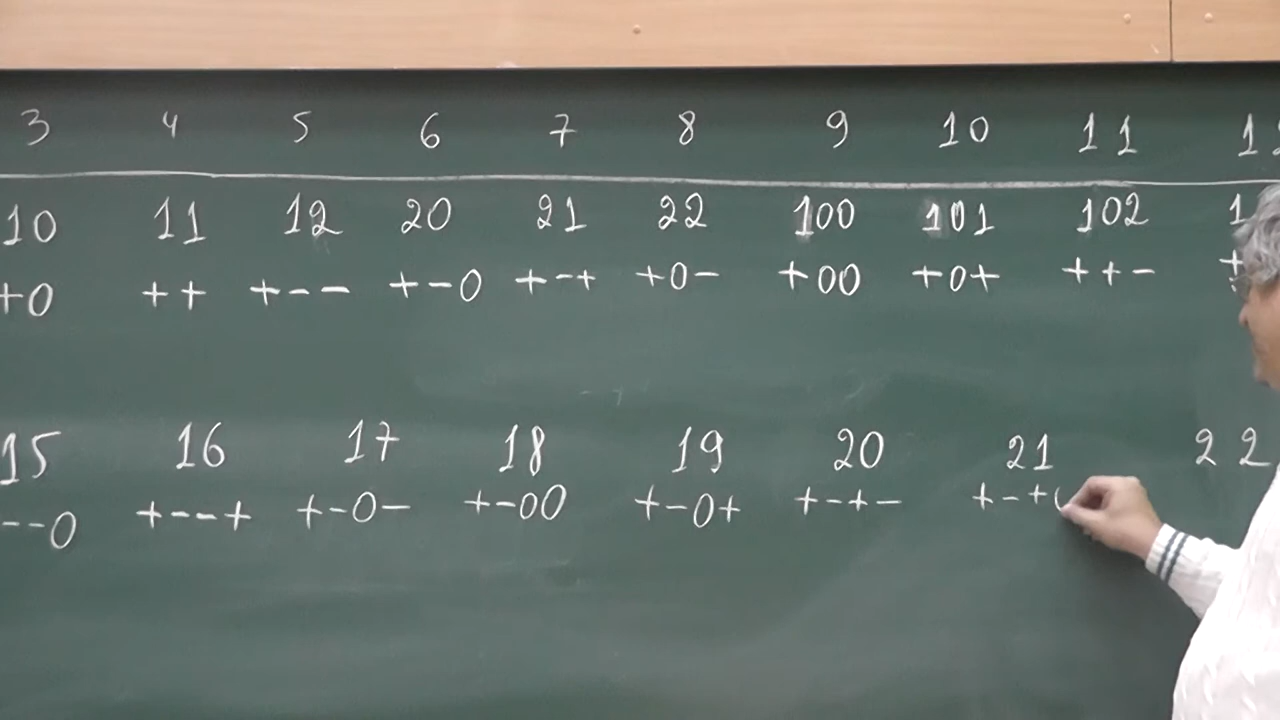 3 4 5 6 7 8 9 10 11
10 11 12 20 21 22 100 101 102
+0 ++ +-- +-0 +-+ +0- +00 +0+ ++-
15 16 17 18 19 20 21 22
--0 +--+ +-0- +-00 +-0+ +-+- +-+0